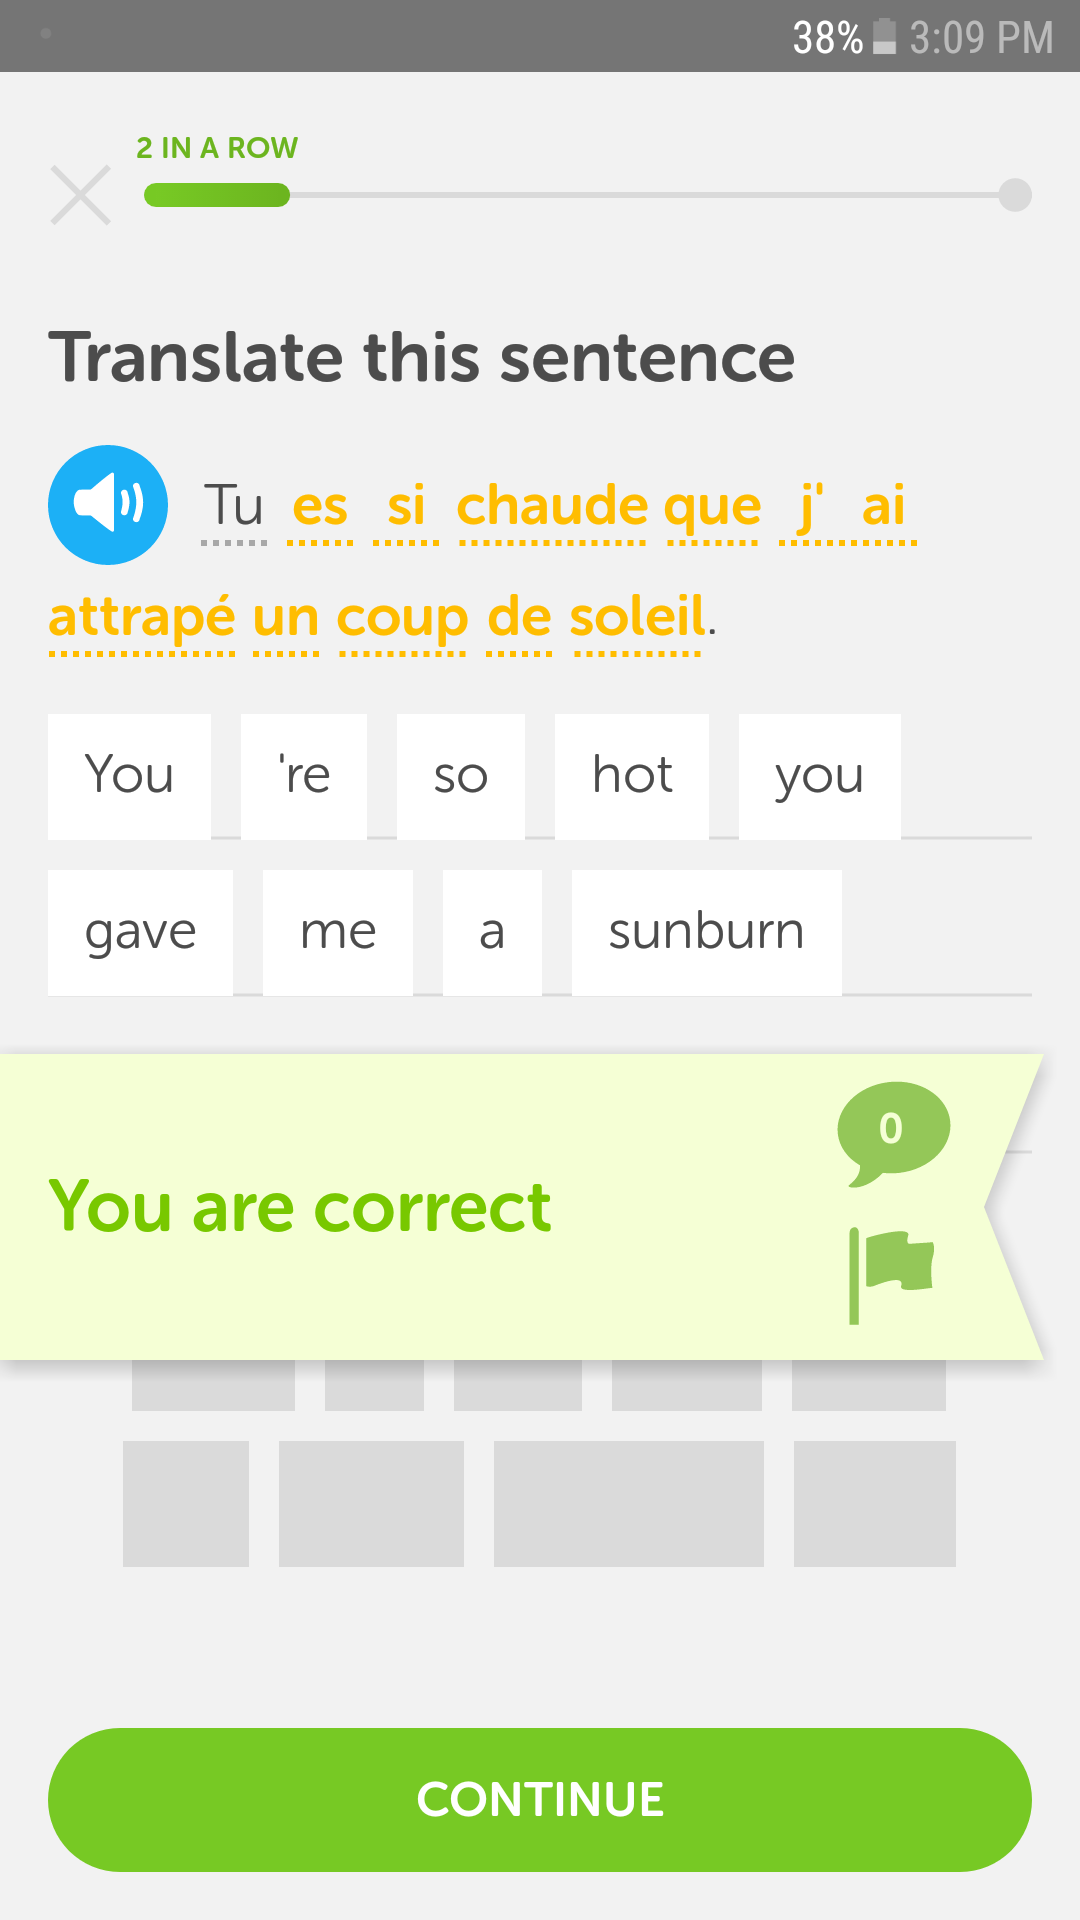 38% 3:09 PM
2 IN A ROW
Translate this sentence
Tu es si chaude que j' ai
attrapé un coup de soleil.
You 're so hot you
gave me a sunburn
0
You are correct
CONTINUE